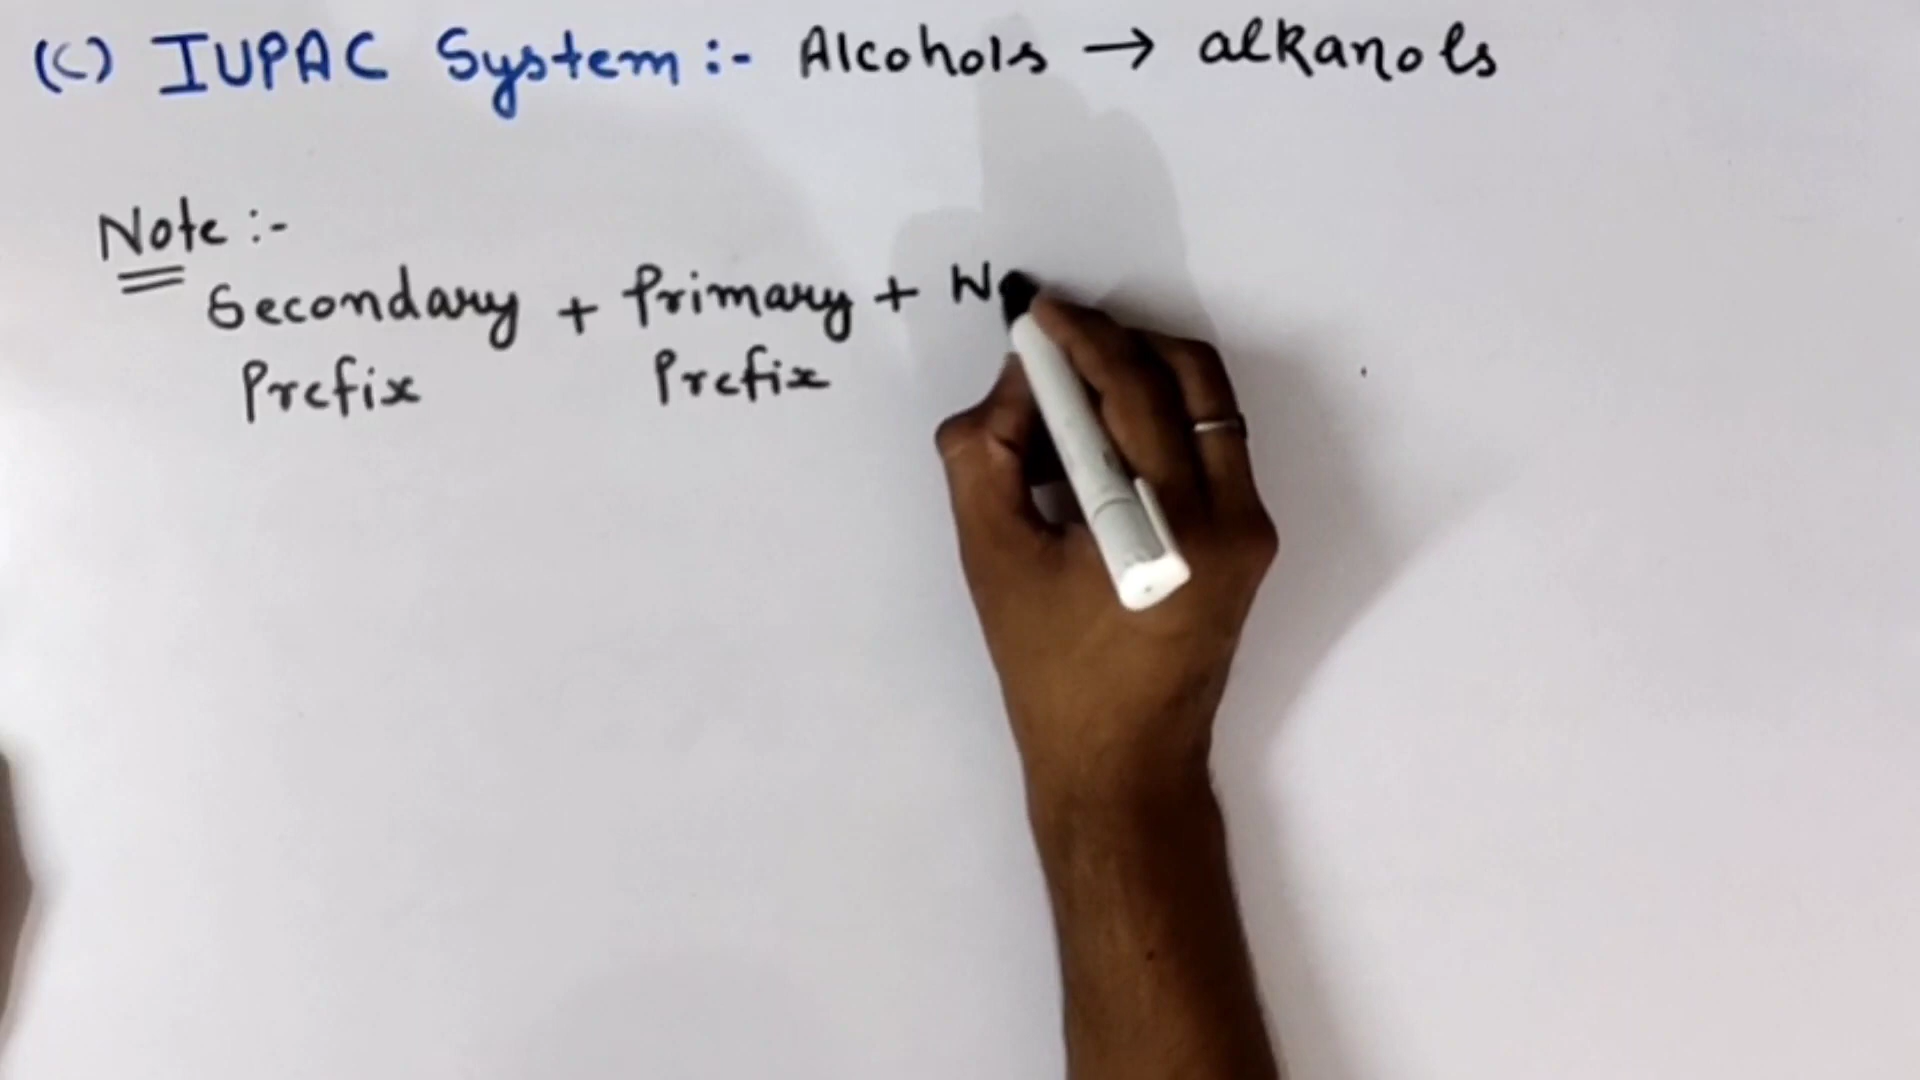 (C) IUPAC System:- Alcohols → alkanols
Note:-
Secondary + Primary + W
Prefix Prefix